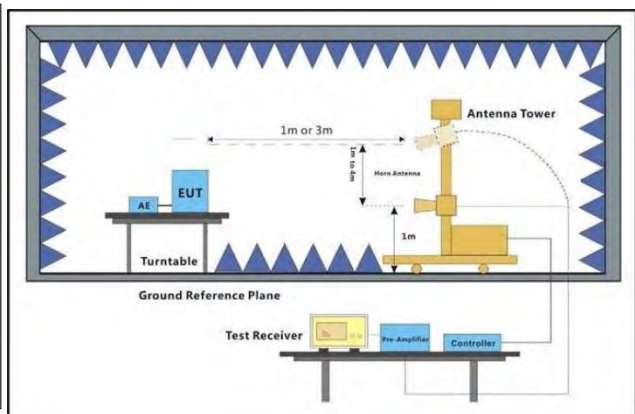 1m or 3m
Antenna Tower
1m to 4m
Horn Antenna
EUT
AE
1m
Turntable
Ground Reference Plane
Test Receiver
Pre-Amplifier
Controller